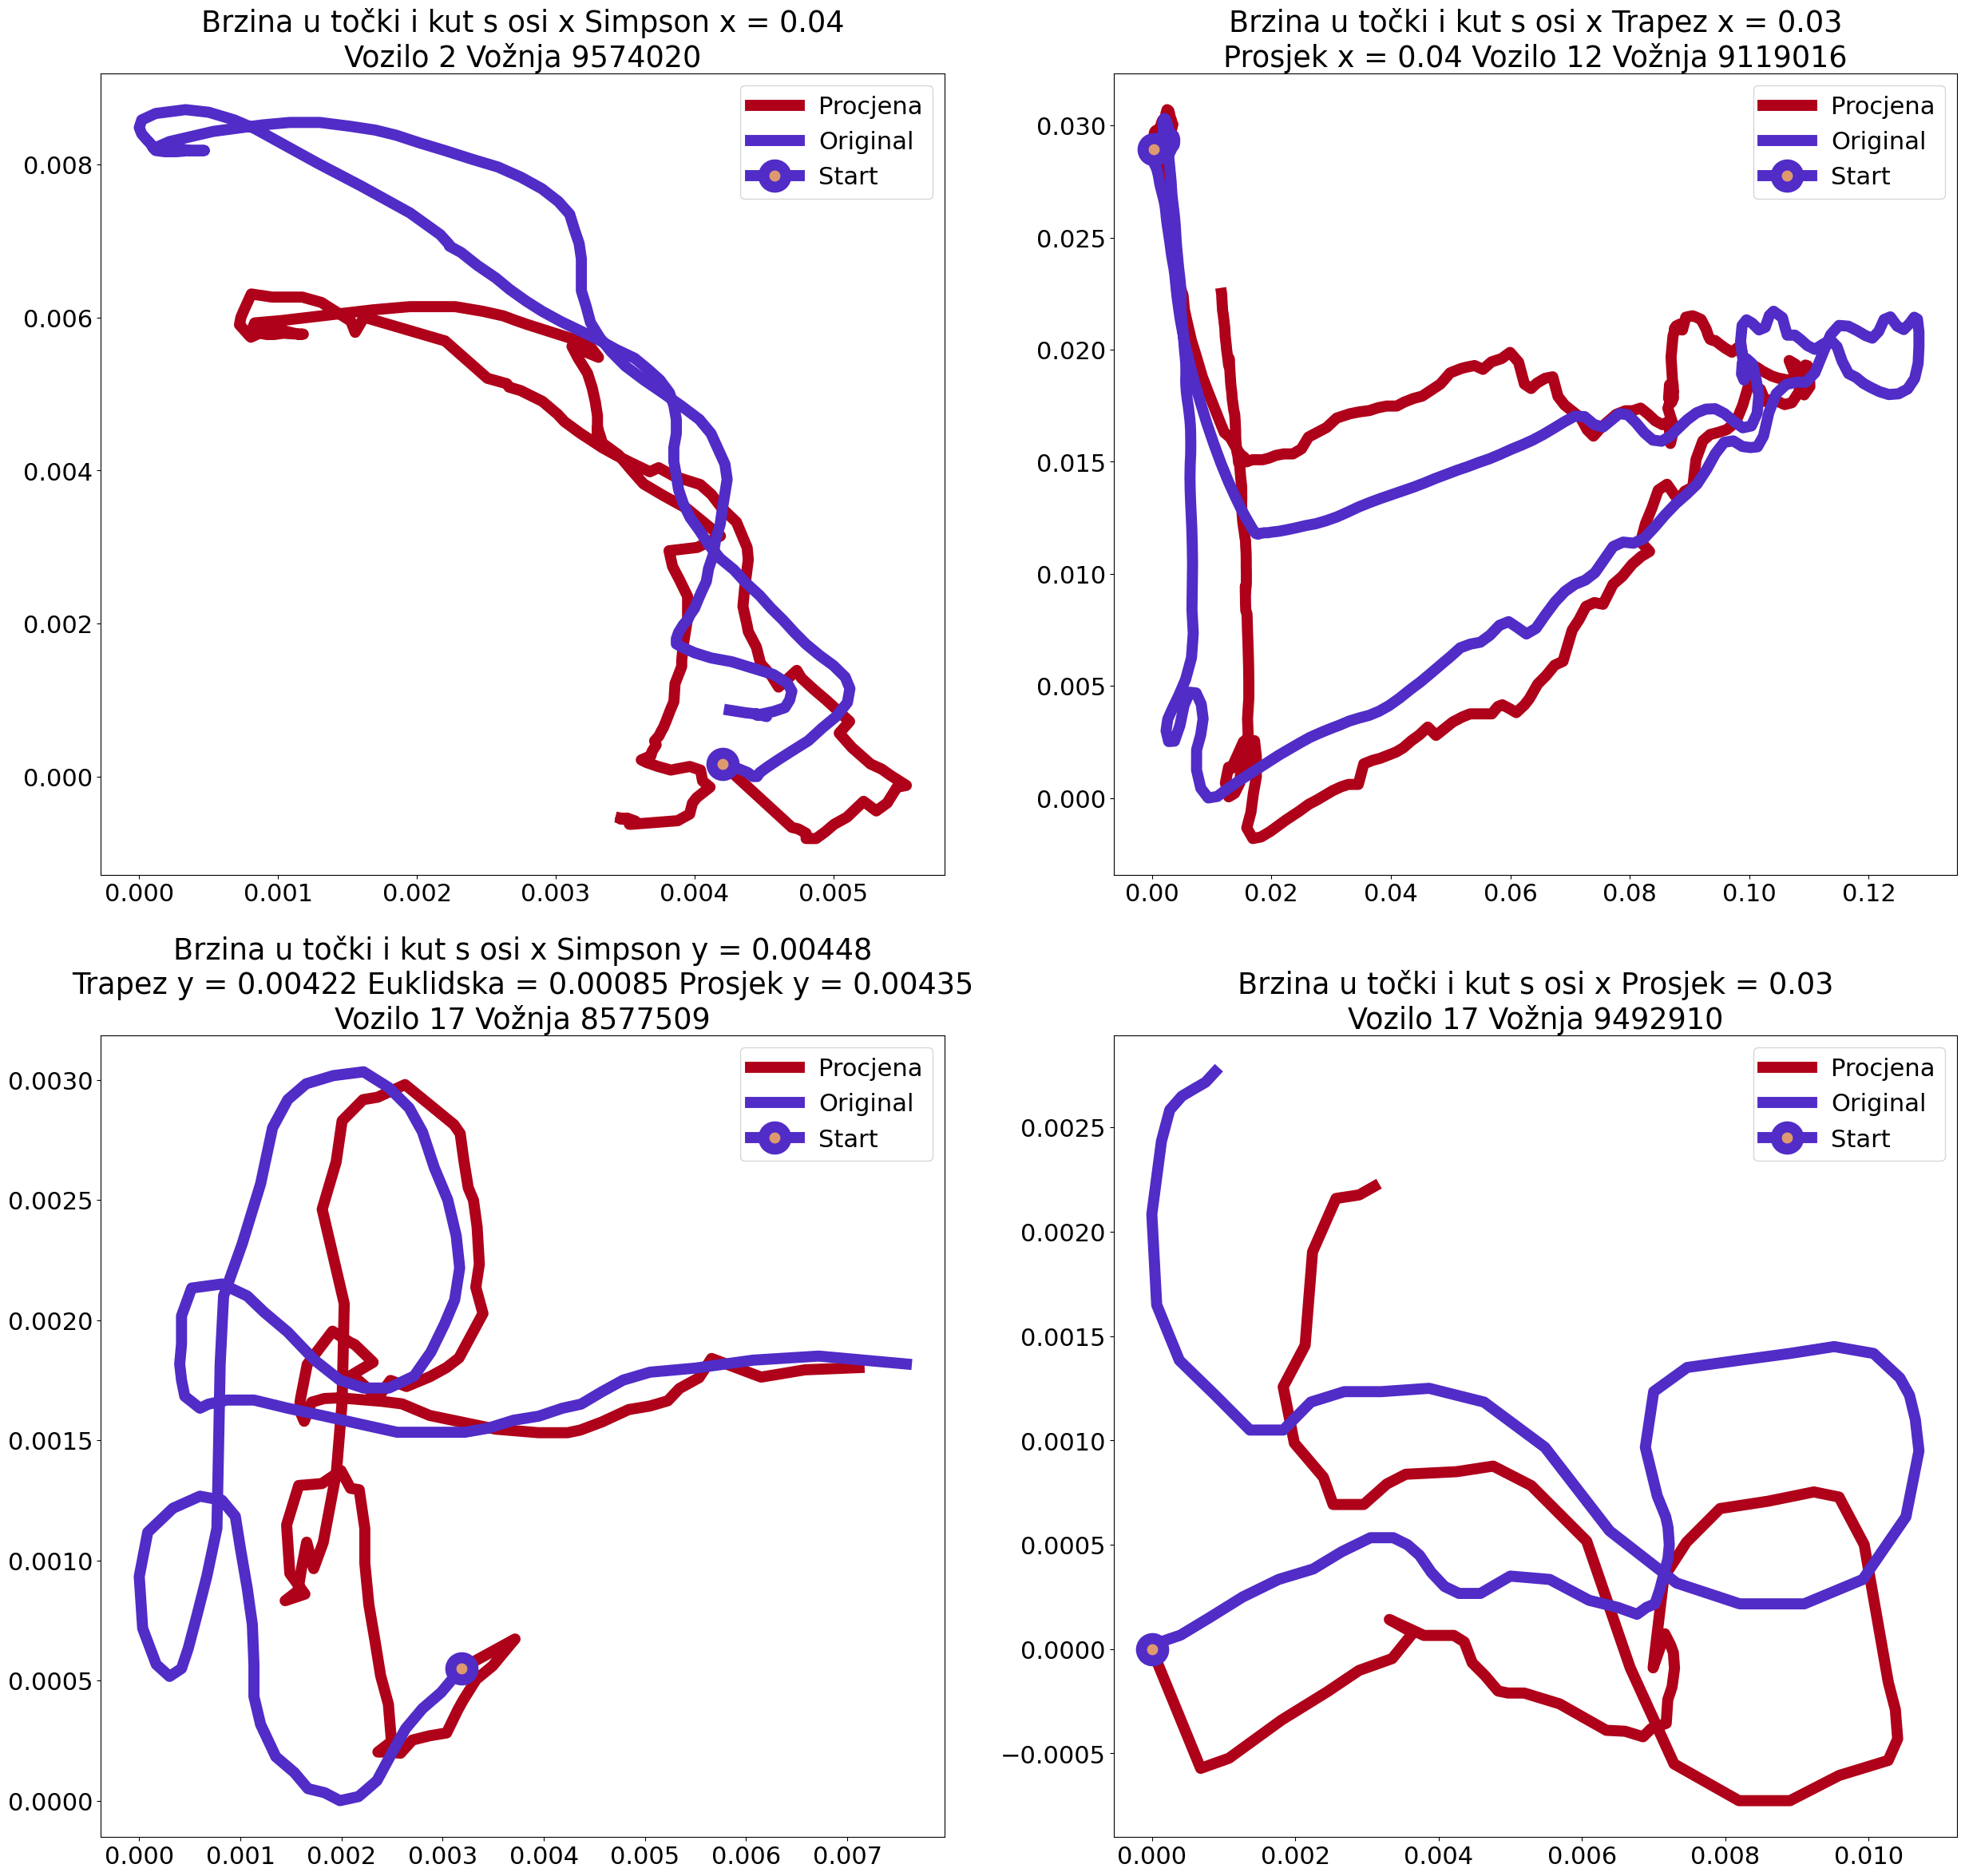 Brzina u točki i kut s osi x Simpson x = 0.04
Vozilo 2 Vožnja 9574020
Procjena
Original
Start
0.008
0.006
0.004
0.002
0.000
0.000 0.001 0.002 0.003 0.004 0.005
Brzina u točki i kut s osi x Trapez x = 0.03
Prosjek x = 0.04 Vozilo 12 Vožnja 9119016
Procjena
Original
Start
0.030
0.025
0.020
0.015
0.010
0.005
0.000
0.00 0.02 0.04 0.06 0.08 0.10 0.12
Brzina u točki i kut s osi x Simpson y = 0.00448
Trapez y = 0.00422 Euklidska = 0.00085 Prosjek y = 0.00435
Vozilo 17 Vožnja 8577509
Procjena
Original
Start
0.0030
0.0025
0.0020
0.0015
0.0010
0.0005
0.0000
0.000 0.001 0.002 0.003 0.004 0.005 0.006 0.007
Brzina u točki i kut s osi x Prosjek = 0.03
Vozilo 17 Vožnja 9492910
Procjena
Original
Start
0.0025
0.0020
0.0015
0.0010
0.0005
0.0000
−0.0005
0.000 0.002 0.004 0.006 0.008 0.010